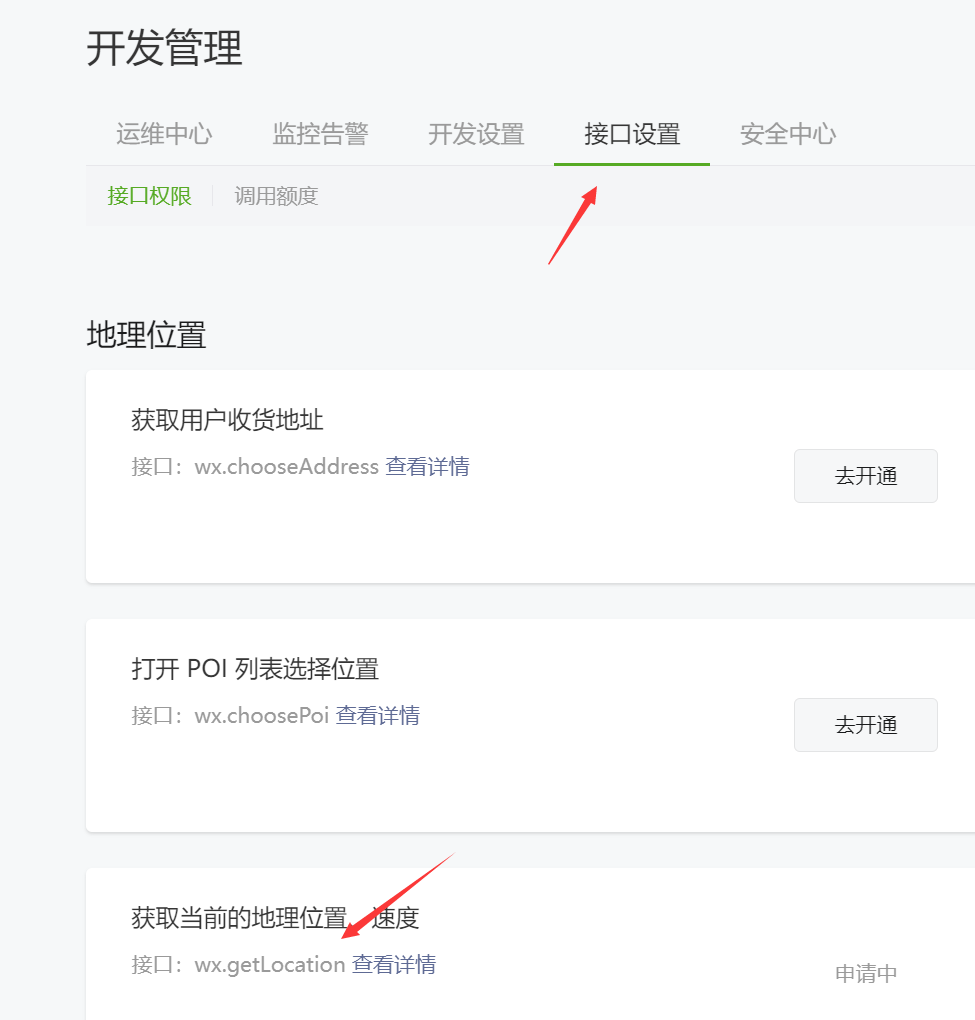 开发管理
运维中心 监控告警 开发设置 接口设置 安全中心
接口权限 调用额度
地理位置
获取用户收货地址
接口：wx.chooseAddress 查看详情
去开通
打开 POI 列表选择位置
接口：wx.choosePoi 查看详情
去开通
获取当前的地理位置、速度
接口：wx.getLocation 查看详情
申请中